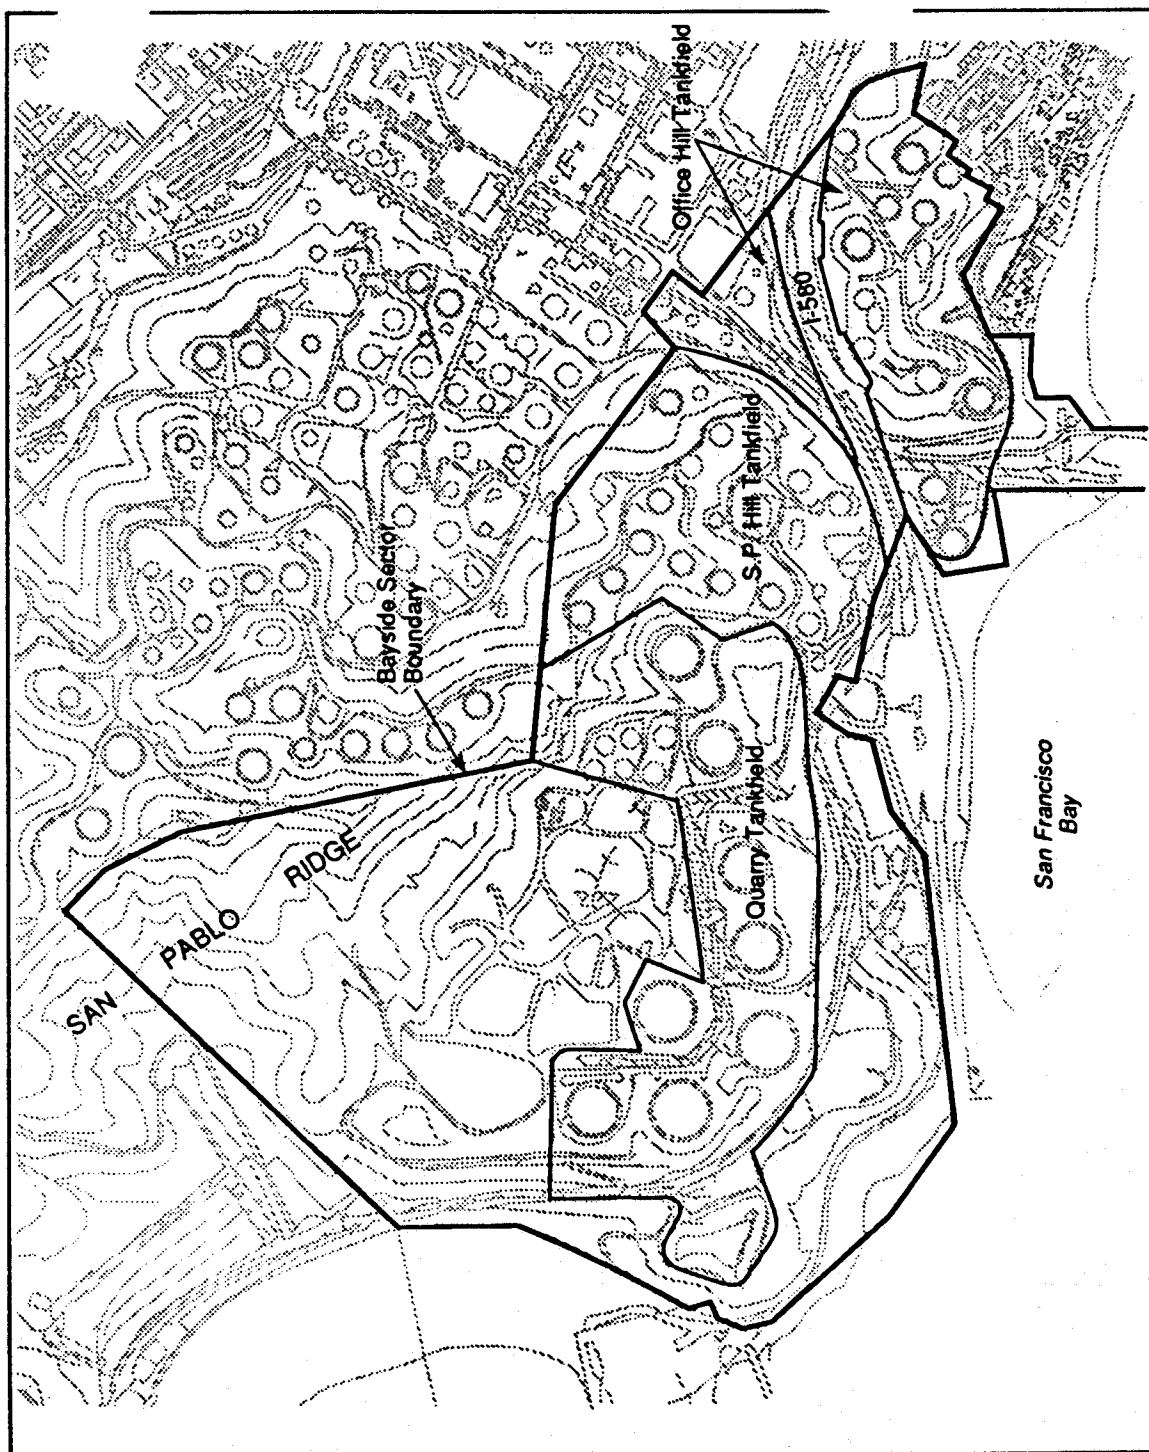 Office Hill Tankfield
I-580
S.P. Hill Tankfield
Bayside Sector
Boundary
Quarry Tankfield
SAN PABLO RIDGE
San Francisco
Bay